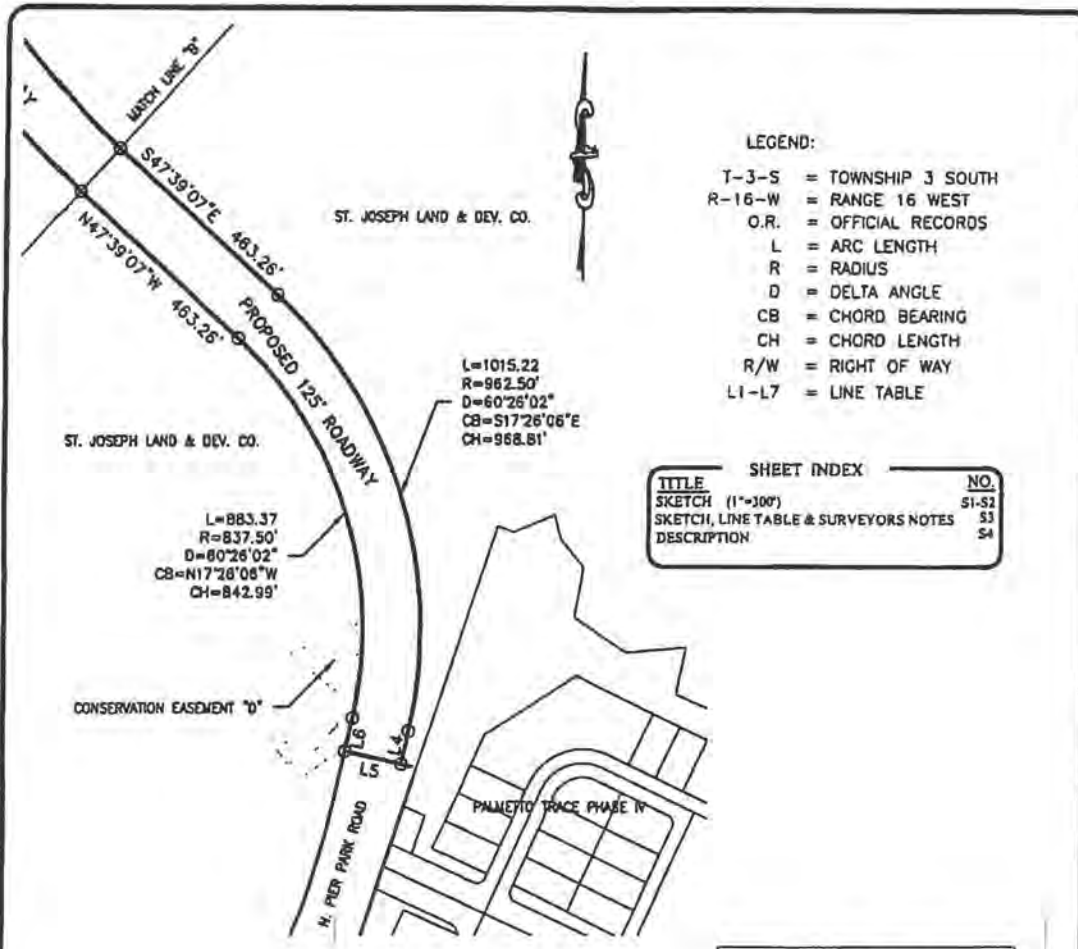 MATCH LINE "B"
S47'39'07"E 463.26'
N47'39'07"W 463.26'
PROPOSED 125' ROADWAY
ST. JOSEPH LAND & DEV. CO.
LEGEND:
T-3-S = TOWNSHIP 3 SOUTH
R-16-W = RANGE 16 WEST
O.R. = OFFICIAL RECORDS
L = ARC LENGTH
R = RADIUS
D = DELTA ANGLE
CB = CHORD BEARING
CH = CHORD LENGTH
R/W = RIGHT OF WAY
L1-L7 = LINE TABLE
L=1015.22
R=962.50'
D=60'26'02"
CB=S17'26'06"E
CH=968.81'
ST. JOSEPH LAND & DEV. CO.
SHEET INDEX
TITLE NO.
SKETCH (1"=300') S1-S2
SKETCH, LINE TABLE & SURVEYORS NOTES S3
DESCRIPTION S4
L=883.37
R=837.50'
D=60'26'02"
CB=N17'26'06"W
CH=842.99'
CONSERVATION EASEMENT "D"
L6
L4
L5
PALMETTO TRACE PHASE IV
N. PIER PARK ROAD